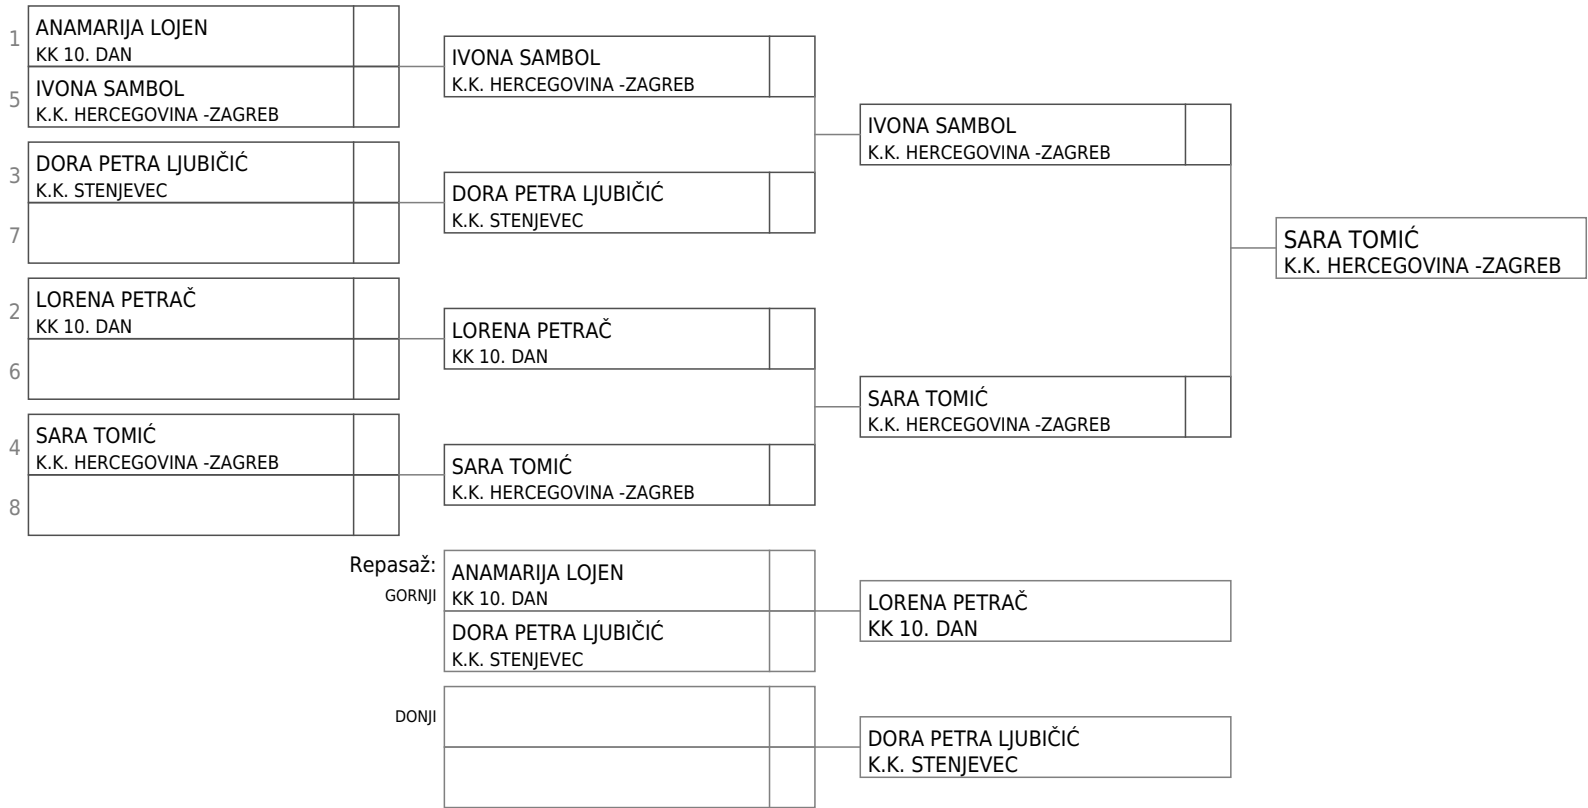 1
ANAMARIJA LOJEN
KK 10. DAN
5
IVONA SAMBOL
K.K. HERCEGOVINA -ZAGREB
3
DORA PETRA LJUBIČIĆ
K.K. STENJEVEC
7
2
LORENA PETRAČ
KK 10. DAN
6
4
SARA TOMIĆ
K.K. HERCEGOVINA -ZAGREB
8
IVONA SAMBOL
K.K. HERCEGOVINA -ZAGREB
DORA PETRA LJUBIČIĆ
K.K. STENJEVEC
LORENA PETRAČ
KK 10. DAN
SARA TOMIĆ
K.K. HERCEGOVINA -ZAGREB
IVONA SAMBOL
K.K. HERCEGOVINA -ZAGREB
SARA TOMIĆ
K.K. HERCEGOVINA -ZAGREB
SARA TOMIĆ
K.K. HERCEGOVINA -ZAGREB
Repasaž:
GORNJI
ANAMARIJA LOJEN
KK 10. DAN
DORA PETRA LJUBIČIĆ
K.K. STENJEVEC
LORENA PETRAČ
KK 10. DAN
DONJI
DORA PETRA LJUBIČIĆ
K.K. STENJEVEC